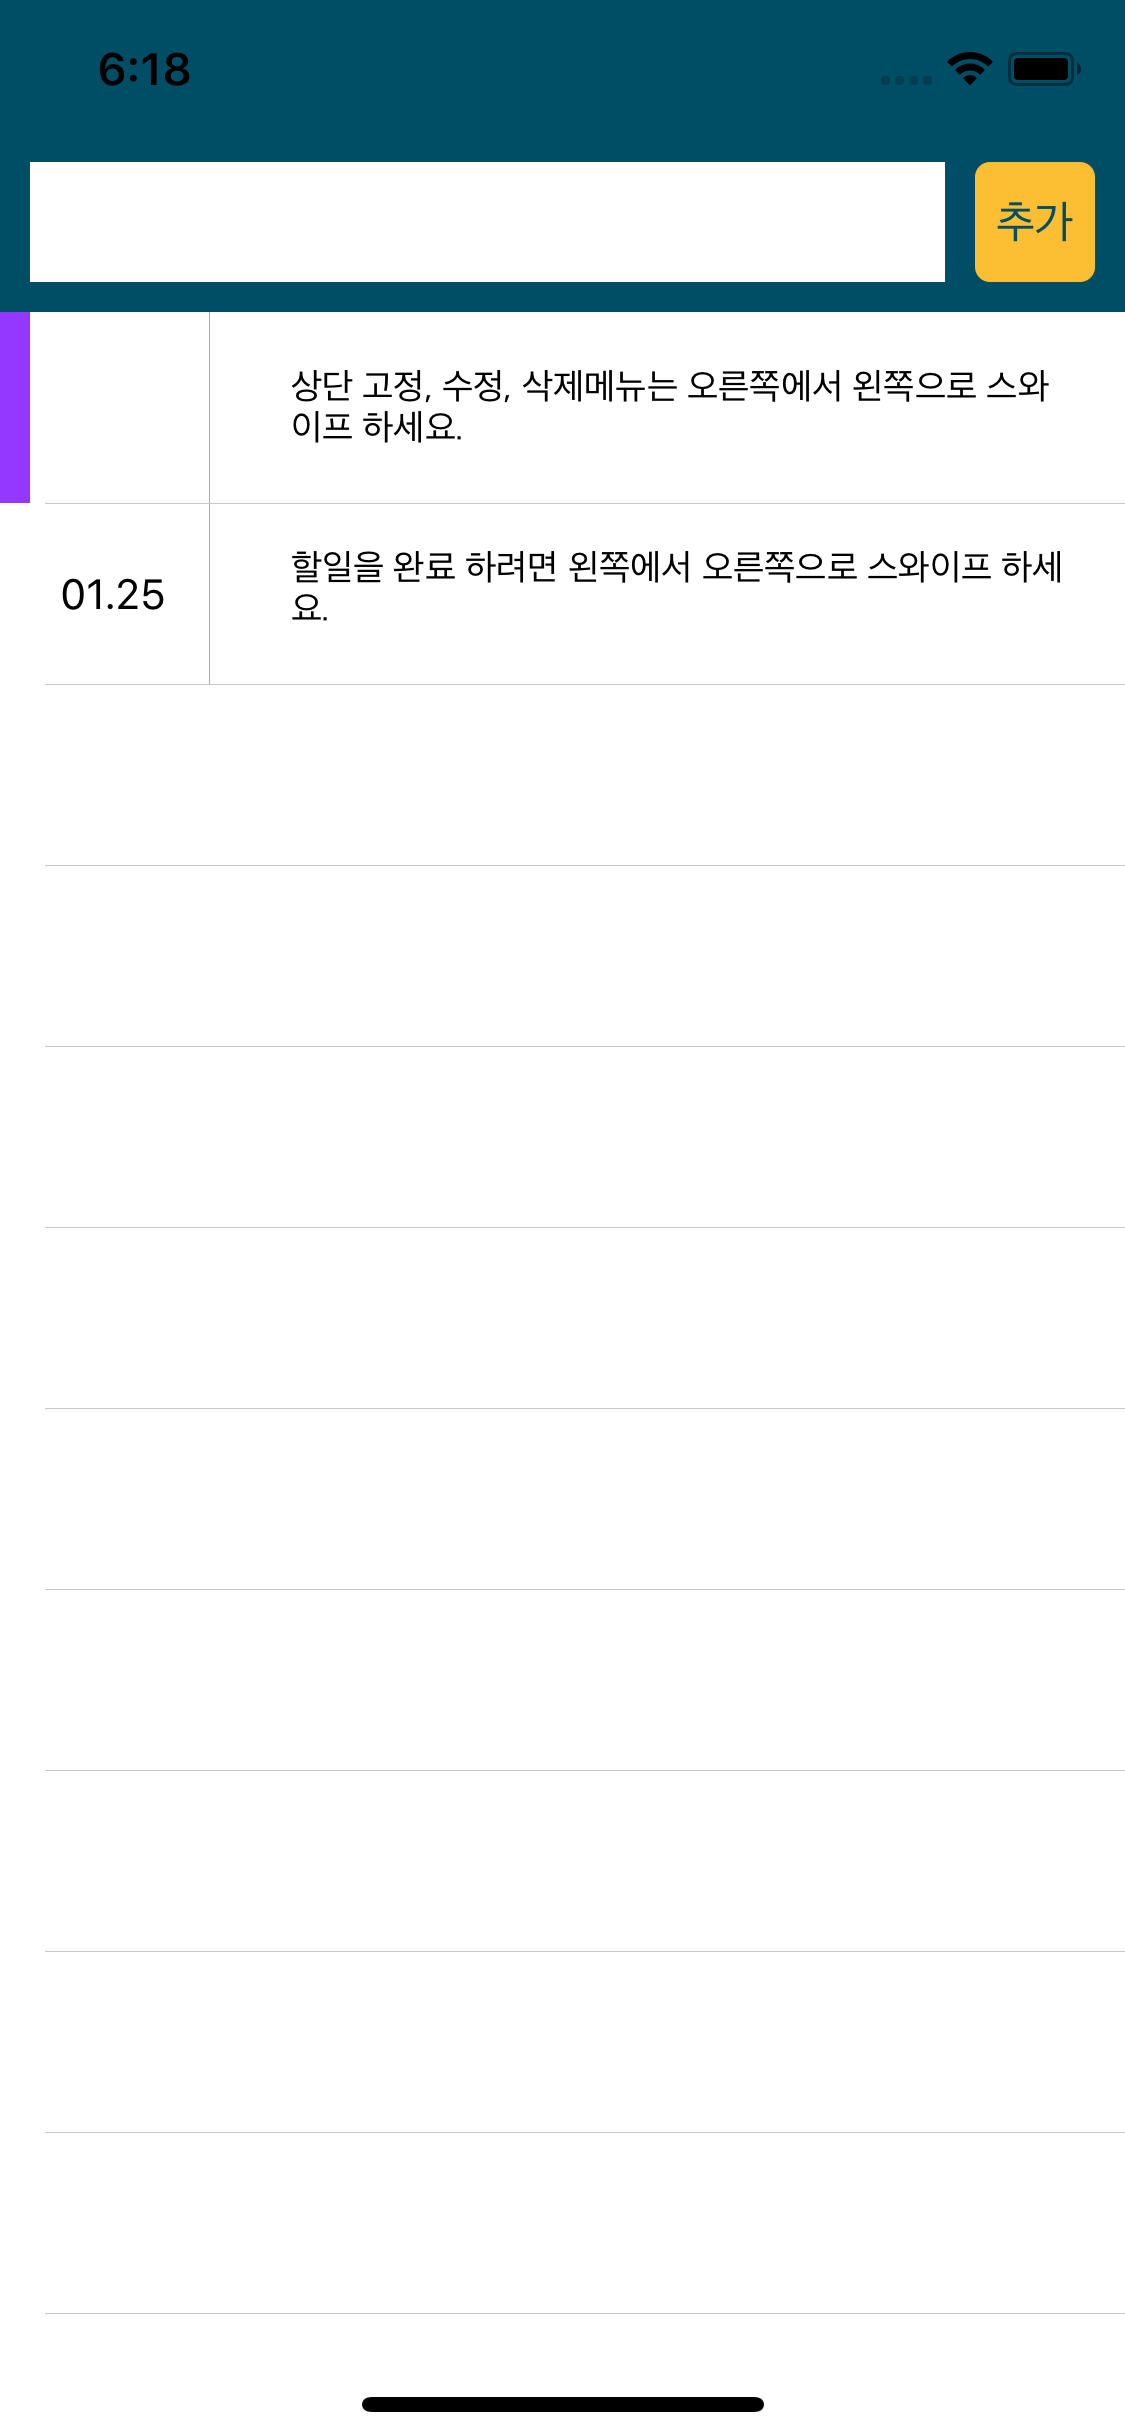 6:18
추가
상단 고정, 수정, 삭제메뉴는 오른쪽에서 왼쪽으로 스와
이프 하세요.
01.25
할일을 완료 하려면 왼쪽에서 오른쪽으로 스와이프 하세
요.